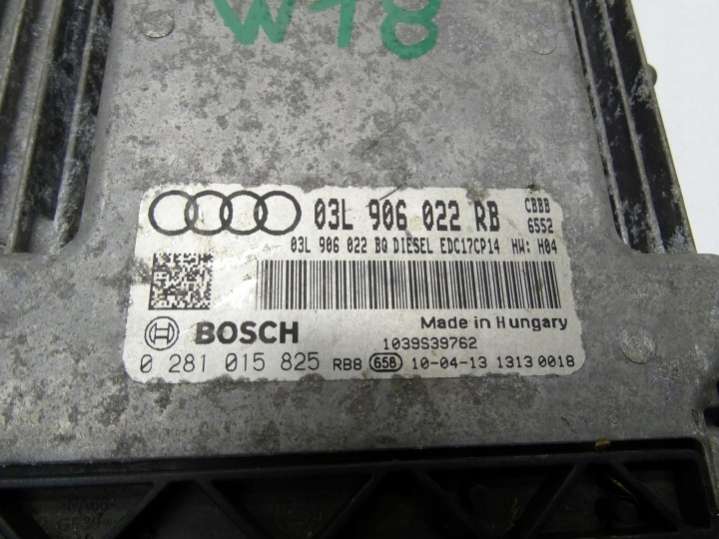 W18
03L 906 022 RB CBBB
6552
03L 906 022 BQ DIESEL EDC17CP14 HW: H04
BOSCH Made in Hungary
1039S39762
0 281 015 825 RB8 658 10-04-13 1313 0018